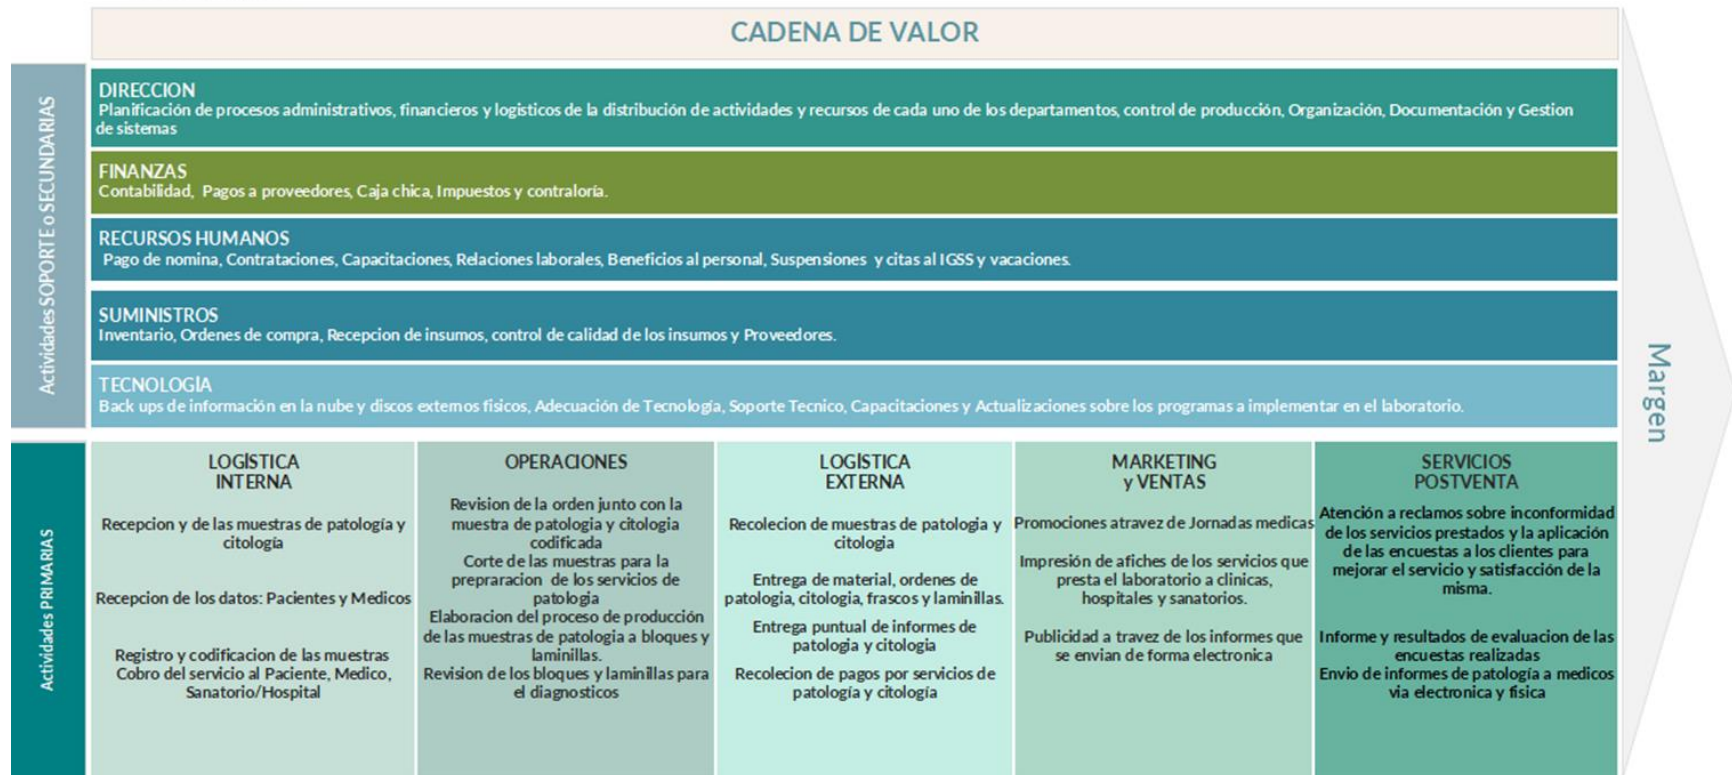 CADENA DE VALOR
Actividades SOPORTE o SECUNDARIAS
DIRECCION
Planificación de procesos administrativos, financieros y logisticos de la distribución de actividades y recursos de cada uno de los departamentos, control de producción, Organización, Documentación y Gestion
de sistemas
FINANZAS
Contabilidad, Pagos a proveedores, Caja chica, Impuestos y contraloría.
RECURSOS HUMANOS
Pago de nomina, Contrataciones, Capacitaciones, Relaciones laborales, Beneficios al personal, Suspensiones y citas al IGSS y vacaciones.
SUMINISTROS
Inventario, Ordenes de compra, Recepcion de insumos, control de calidad de los insumos y Proveedores.
TECNOLOGÍA
Back ups de información en la nube y discos externos fisicos, Adecuación de Tecnología, Soporte Tecnico, Capacitaciones y Actualizaciones sobre los programas a implementar en el laboratorio.
Margen
Actividades PRIMARIAS
LOGÍSTICA
INTERNA
Recepcion y de las muestras de patología y
citología
Recepcion de los datos: Pacientes y Medicos
Registro y codificacion de las muestras
Cobro del servicio al Paciente, Medico,
Sanatorio/Hospital
OPERACIONES
Revision de la orden junto con la
muestra de patologia y citologia
codificada
Corte de las muestras para la
prepraracion de los servicios de
patologia
Elaboracion del proceso de producción
de las muestras de patologia a bloques y
laminillas.
Revision de los bloques y laminillas para
el diagnosticos
LOGÍSTICA
EXTERNA
Recolecion de muestras de patologia y
citologia
Entrega de material, ordenes de
patologia, citologia, frascos y laminillas.
Entrega puntual de informes de
patologia y citologia
Recolecion de pagos por servicios de
patología y citología
MARKETING
y VENTAS
Promociones atravez de Jornadas medicas
Impresión de afiches de los servicios que
presta el laboratorio a clinicas,
hospitales y sanatorios.
Publicidad a travez de los informes que
se envian de forma electronica
SERVICIOS
POSTVENTA
Atención a reclamos sobre inconformidad
de los servicios prestados y la aplicación
de las encuestas a los clientes para
mejorar el servicio y satisfacción de la
misma.
Informe y resultados de evaluacion de las
encuestas realizadas
Envio de informes de patología a medicos
via electronica y fisica